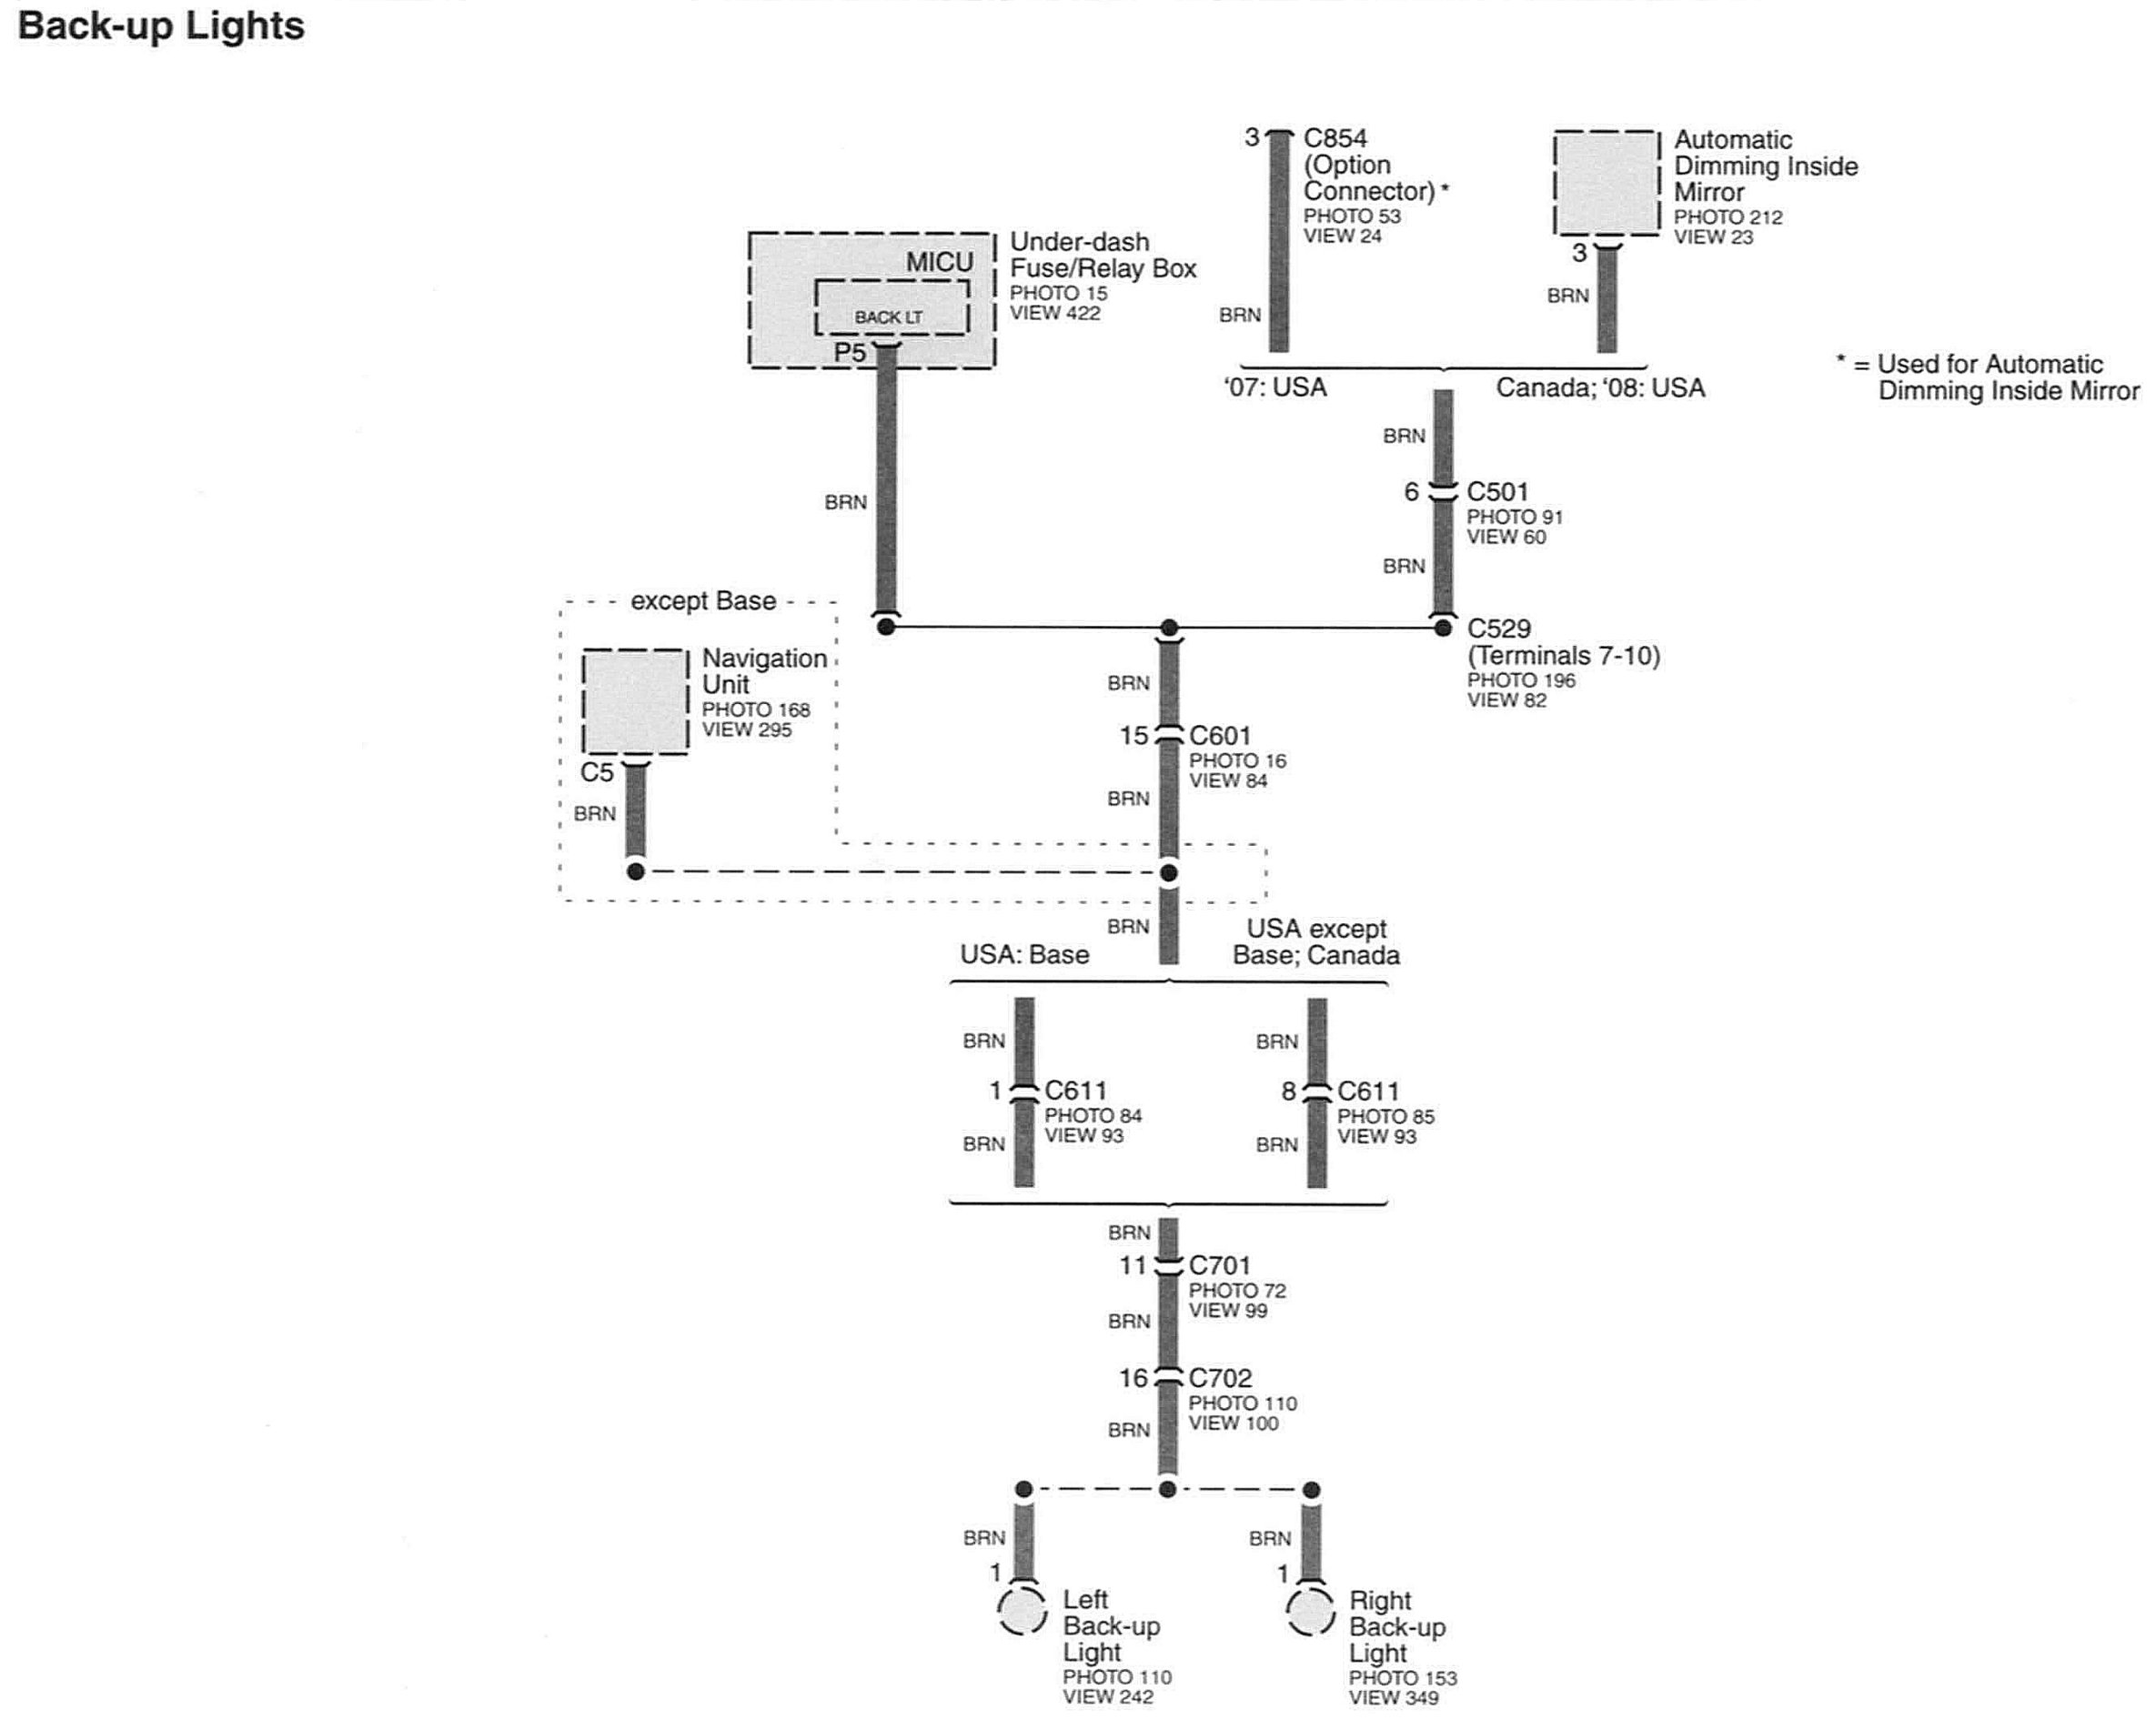 Back-up Lights
3
C854
(Option
Connector) *
PHOTO 53
VIEW 24
BRN
Automatic
Dimming Inside
Mirror
PHOTO 212
VIEW 23
3
BRN
MICU
BACK LT
P5
Under-dash
Fuse/Relay Box
PHOTO 15
VIEW 422
BRN
‘07: USA
Canada; ‘08: USA
* = Used for Automatic
Dimming Inside Mirror
BRN
6
C501
PHOTO 91
VIEW 60
BRN
C529
(Terminals 7-10)
PHOTO 196
VIEW 82
except Base
Navigation
Unit
PHOTO 168
VIEW 295
C5
BRN
BRN
15
C601
PHOTO 16
VIEW 84
BRN
BRN
USA: Base
USA except
Base; Canada
BRN
1
C611
PHOTO 84
VIEW 93
BRN
BRN
8
C611
PHOTO 85
VIEW 93
BRN
BRN
11
C701
PHOTO 72
VIEW 99
BRN
16
C702
PHOTO 110
VIEW 100
BRN
BRN
1
Left
Back-up
Light
PHOTO 110
VIEW 242
BRN
1
Right
Back-up
Light
PHOTO 153
VIEW 349